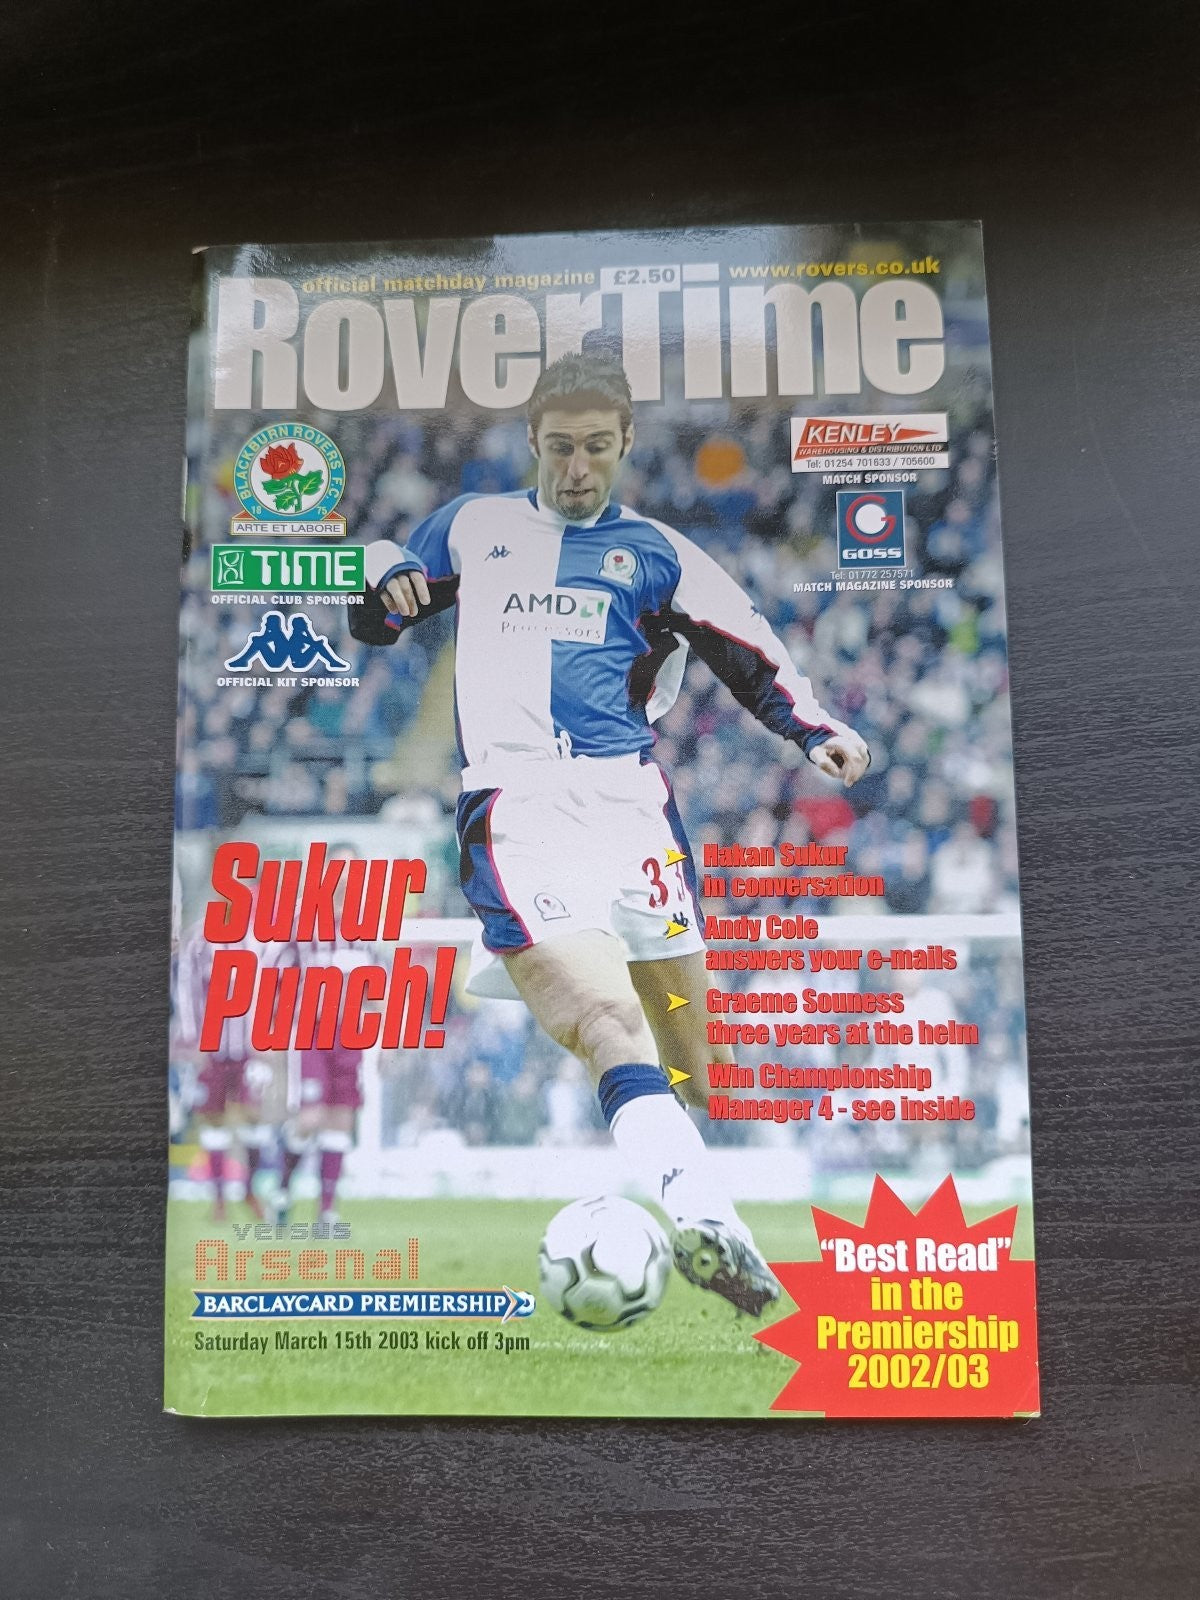 official matchday magazine £2.50 www.rovers.co.uk
RoverTime
BLACKBURN ROVERS F.C.
1875
ARTE ET LABORE
TIME
OFFICIAL CLUB SPONSOR
OFFICIAL KIT SPONSOR
KENLEY
WAREHOUSING & DISTRIBUTION LTD
Tel: 01254 701633 / 705600
MATCH SPONSOR
G
GOSS
Tel: 01772 257571
MATCH MAGAZINE SPONSOR
AMD
Processors
33
Sukur
Punch!
Hakan Sukur
in conversation
Andy Cole
answers your e-mails
Graeme Souness
three years at the helm
Win Championship
Manager 4 - see inside
versus
Arsenal
BARCLAYCARD PREMIERSHIP
Saturday March 15th 2003 kick off 3pm
“Best Read”
in the
Premiership
2002/03